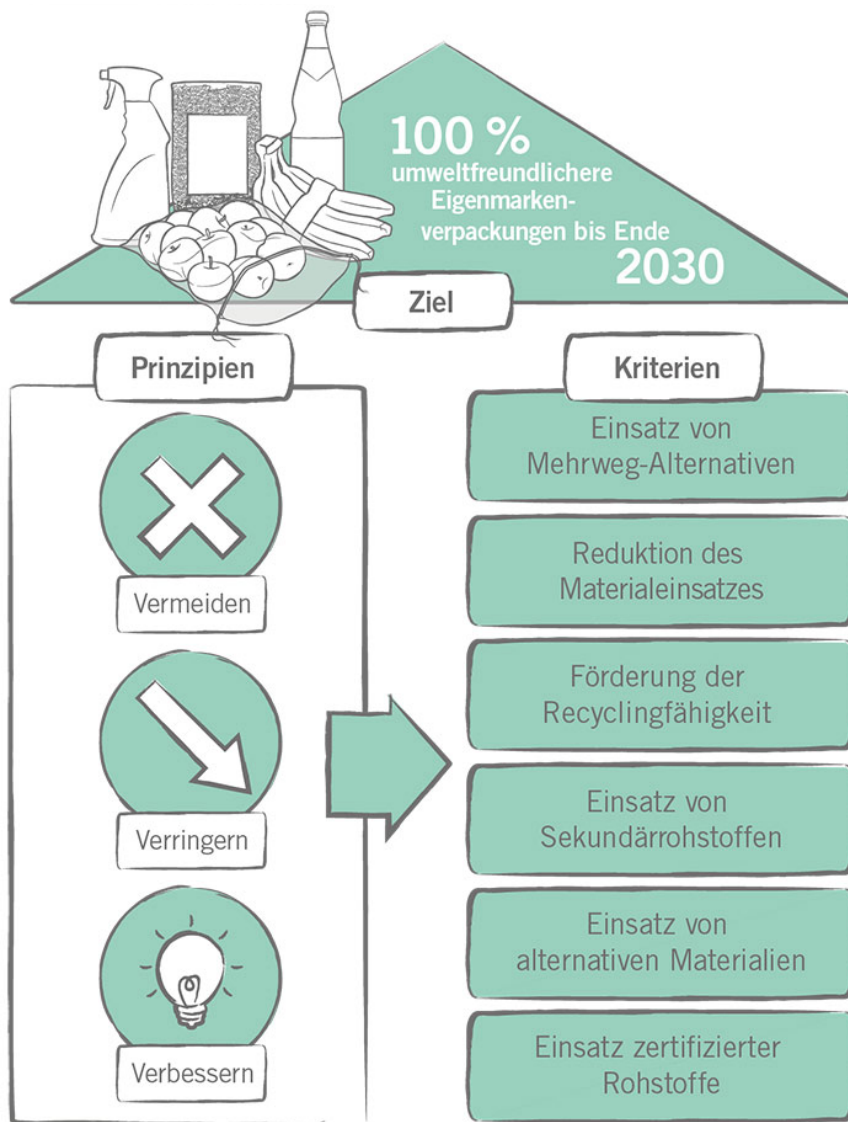 100 %
umweltfreundlichere
Eigenmarken-
verpackungen bis Ende
2030
Ziel
Prinzipien
Vermeiden
Verringern
Verbessern
Kriterien
Einsatz von
Mehrweg-Alternativen
Reduktion des
Materialeinsatzes
Förderung der
Recyclingfähigkeit
Einsatz von
Sekundärrohstoffen
Einsatz von
alternativen Materialien
Einsatz zertifizierter
Rohstoffe